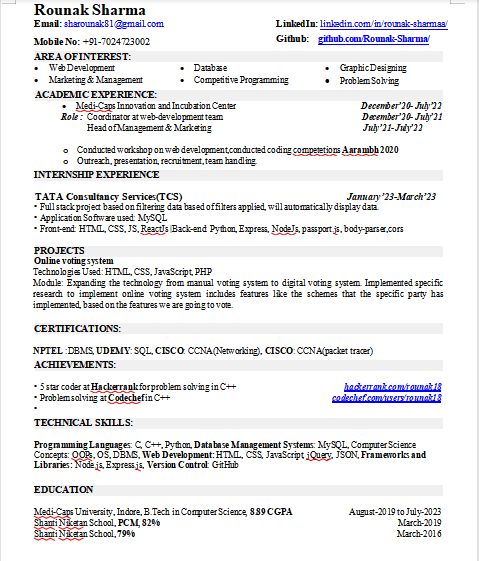 Rounak Sharma
Email: sharounak81@gmail.com LinkedIn: linkedin.com/in/rounak-sharmaa/
Mobile No: +91-7024723002 Github: github.com/Rounak-Sharma/
AREA OF INTEREST:
• Web Development • Database • Graphic Designing
• Marketing & Management • Competitive Programming • Problem Solving
ACADEMIC EXPERIENCE:
• Medi-Caps Innovation and Incubation Center December'20- July'22
Role : Coordinator at web-development team December'20- July'21
Head of Management & Marketing July'21-July'22
o Conducted workshop on web development,conducted coding competetions Aarambh 2020
o Outreach, presentation, recruitment, team handling.
INTERNSHIP EXPERIENCE
TATA Consultancy Services(TCS) January'23-March'23
• Full stack project based on filtering data based of filters applied, will automatically display data.
• Application Software used: MySQL
• Front-end: HTML, CSS, JS, ReactJs |Back-end: Python, Express, NodeJs, passport.js, body-parser,cors
PROJECTS
Online voting system
Technologies Used: HTML, CSS, JavaScript, PHP
Module: Expanding the technology from manual voting system to digital voting system. Implemented specific
research to implement online voting system includes features like the schemes that the specific party has
implemented, based on the features we are going to vote.
CERTIFICATIONS:
NPTEL :DBMS, UDEMY: SQL, CISCO: CCNA(Networking), CISCO: CCNA(packet tracer)
ACHIEVEMENTS:
• 5 star coder at Hackerrank for problem solving in C++ hackerrank.com/rounak18
• Problem solving at Codechef in C++ codechef.com/users/rounak18
•
TECHNICAL SKILLS:
Programming Languages: C, C++, Python, Database Management Systems: MySQL, Computer Science
Concepts: OOPs, OS, DBMS, Web Development: HTML, CSS, JavaScript, jQuery, JSON, Frameworks and
Libraries: Node.js, Express.js, Version Control: GitHub
EDUCATION
Medi-Caps University, Indore, B.Tech in Computer Science, 8.89 CGPA August-2019 to July-2023
Shanti Niketan School, PCM, 82% March-2019
Shanti Niketan School, 79% March-2016